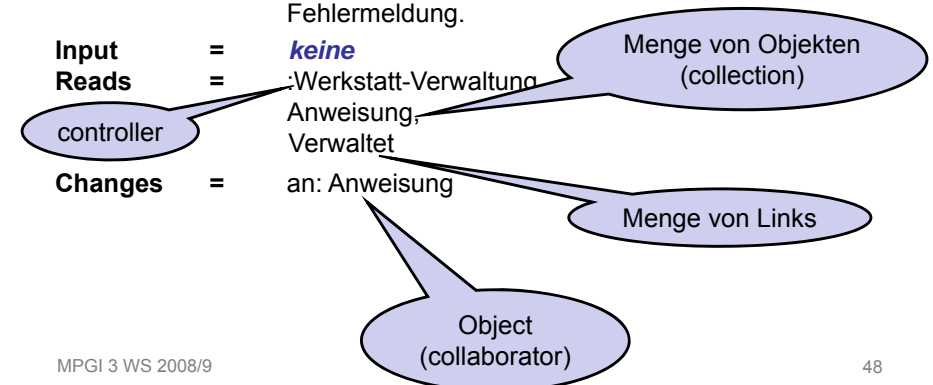 Fehlermeldung.
Input = keine
Reads = :Werkstatt-Verwaltung
Anweisung,
Verwaltet
Changes = an: Anweisung
Menge von Objekten
(collection)
controller
Menge von Links
Object
(collaborator)
MPGI 3 WS 2008/9
48